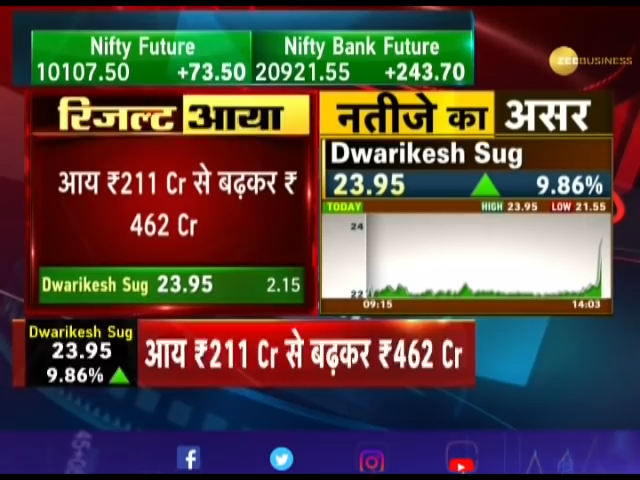 Nifty Future
10107.50 +73.50
Nifty Bank Future
20921.55 +243.70
ZEEBUSINESS
रिजल्ट आया
आय ₹211 Cr से बढ़कर ₹
462 Cr
Dwarikesh Sug 23.95 2.15
नतीजे का असर
Dwarikesh Sug
23.95 9.86%
TODAY HIGH 23.95 LOW 21.55
24
22
09:15 14:03
Dwarikesh Sug
23.95
9.86%
आय ₹211 Cr से बढ़कर ₹462 Cr